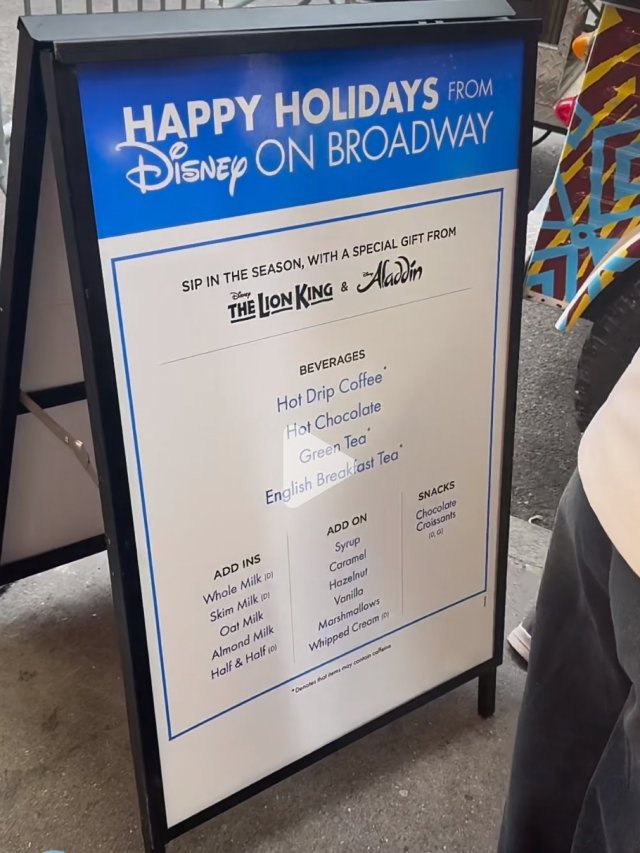 HAPPY HOLIDAYS FROM
Disney ON BROADWAY
SIP IN THE SEASON, WITH A SPECIAL GIFT FROM
Disney THE LION KING & Disney Aladdin
BEVERAGES
Hot Drip Coffee*
Hot Chocolate
Green Tea*
English Breakfast Tea*
ADD INS
Whole Milk (D)
Skim Milk (D)
Oat Milk
Almond Milk
Half & Half (D)
ADD ON
Syrup
Caramel
Hazelnut
Vanilla
Marshmallows
Whipped Cream (D)
SNACKS
Chocolate
Croissants
(D, G)
*Denotes that items may contain caffeine